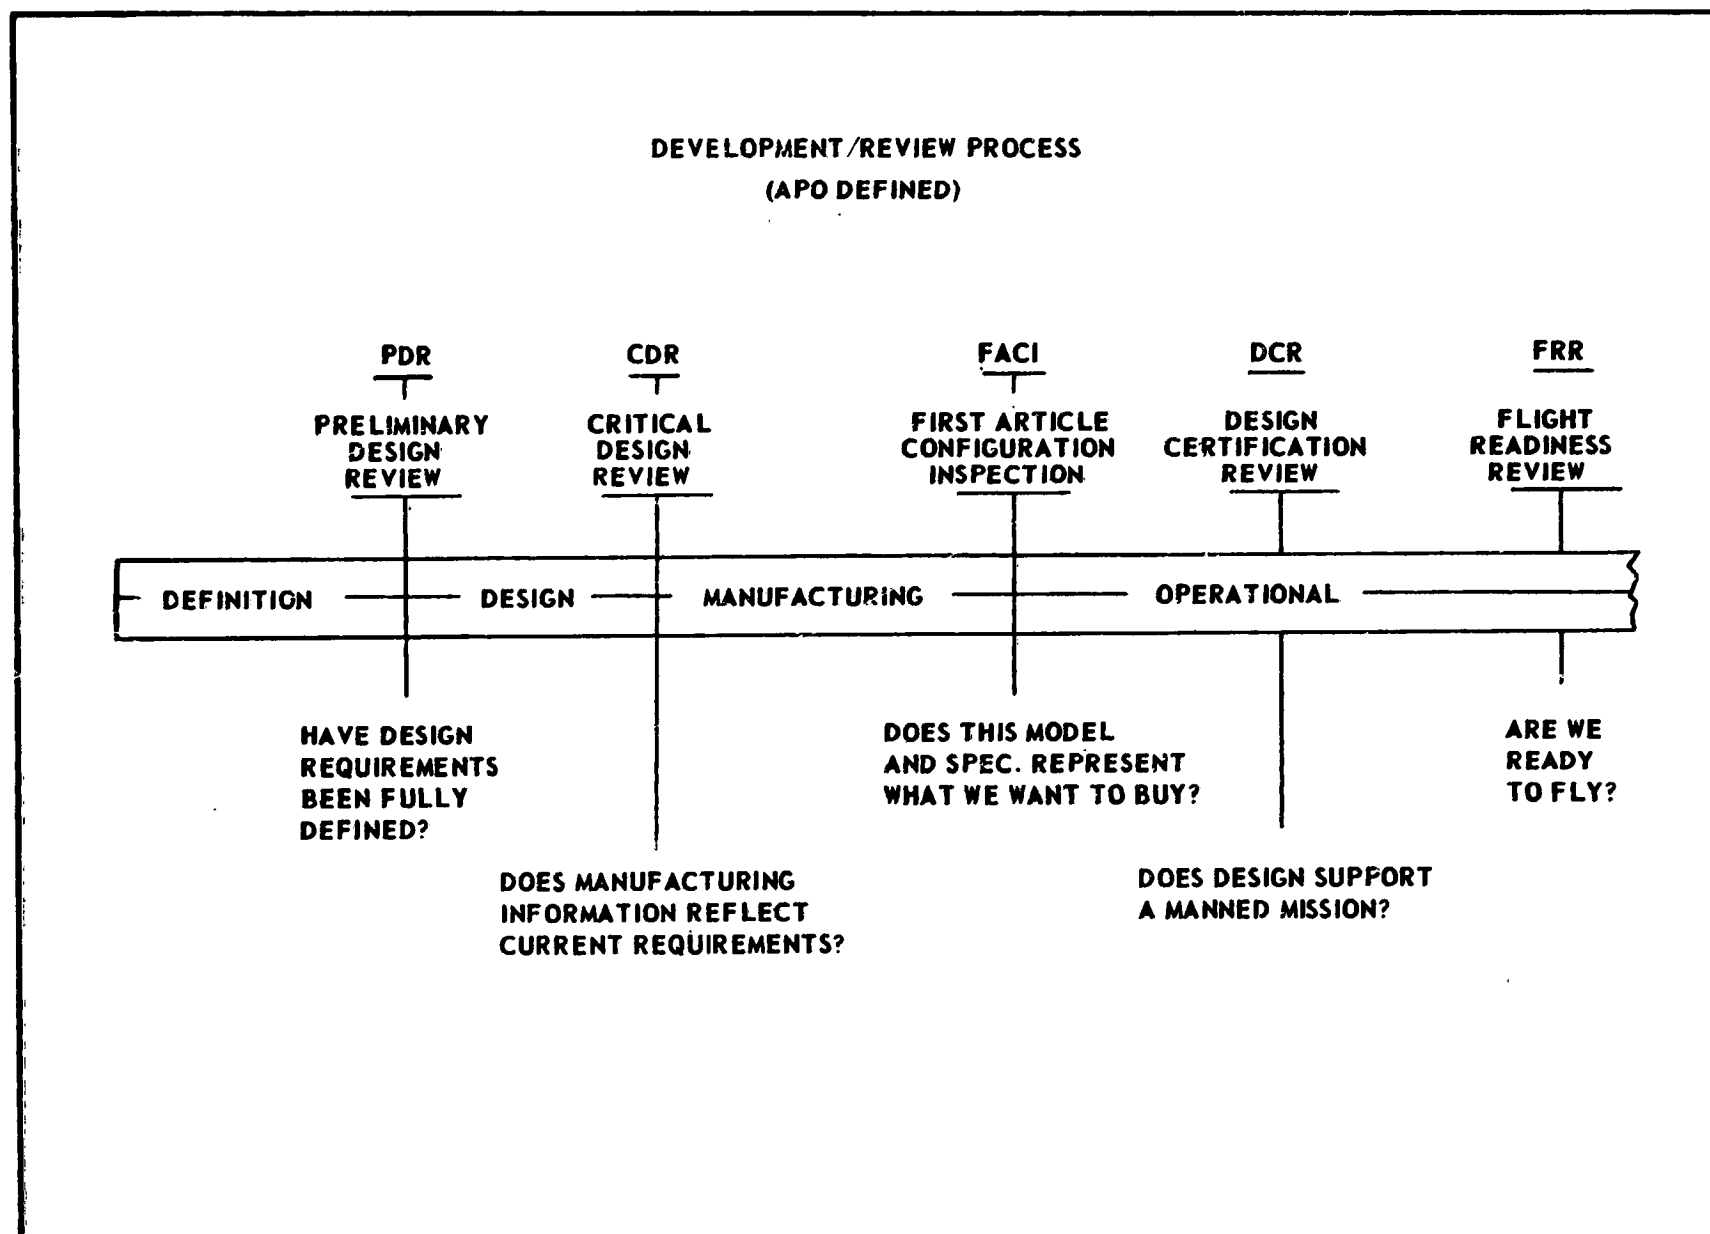 DEVELOPMENT/REVIEW PROCESS
(APO DEFINED)
PDR
CDR
FACI
DCR
FRR
PRELIMINARY
DESIGN
REVIEW
CRITICAL
DESIGN
REVIEW
FIRST ARTICLE
CONFIGURATION
INSPECTION
DESIGN
CERTIFICATION
REVIEW
FLIGHT
READINESS
REVIEW
DEFINITION
DESIGN
MANUFACTURING
OPERATIONAL
HAVE DESIGN
REQUIREMENTS
BEEN FULLY
DEFINED?
DOES MANUFACTURING
INFORMATION REFLECT
CURRENT REQUIREMENTS?
DOES THIS MODEL
AND SPEC. REPRESENT
WHAT WE WANT TO BUY?
DOES DESIGN SUPPORT
A MANNED MISSION?
ARE WE
READY
TO FLY?